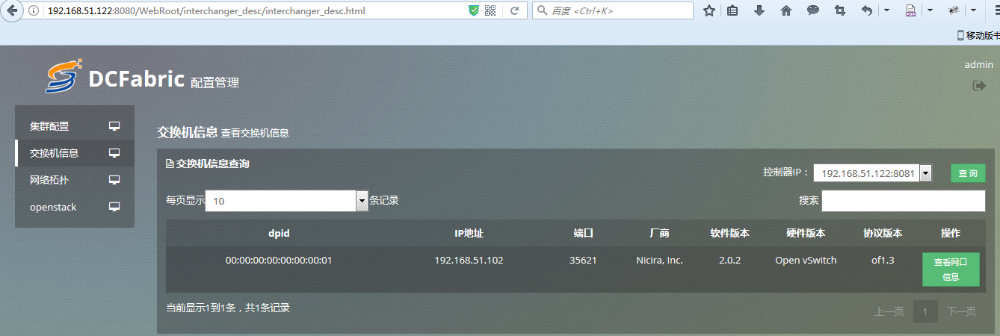 192.168.51.122:8080/WebRoot/interchanger_desc/interchanger_desc.html
百度 <Ctrl+K>
PDF
移动版书
DCFabric 配置管理
admin
集群配置
交换机信息
网络拓扑
openstack
交换机信息 查看交换机信息
交换机信息查询
控制器IP： 192.168.51.122:8081 查询
每页显示 10 条记录
搜索
dpid IP地址 端口 厂商 软件版本 硬件版本 协议版本 操作
00:00:00:00:00:00:00:01 192.168.51.102 35621 Nicira, Inc. 2.0.2 Open vSwitch of1.3 查看网口
信息
当前显示1到1条，共1条记录
上一页 1 下一页